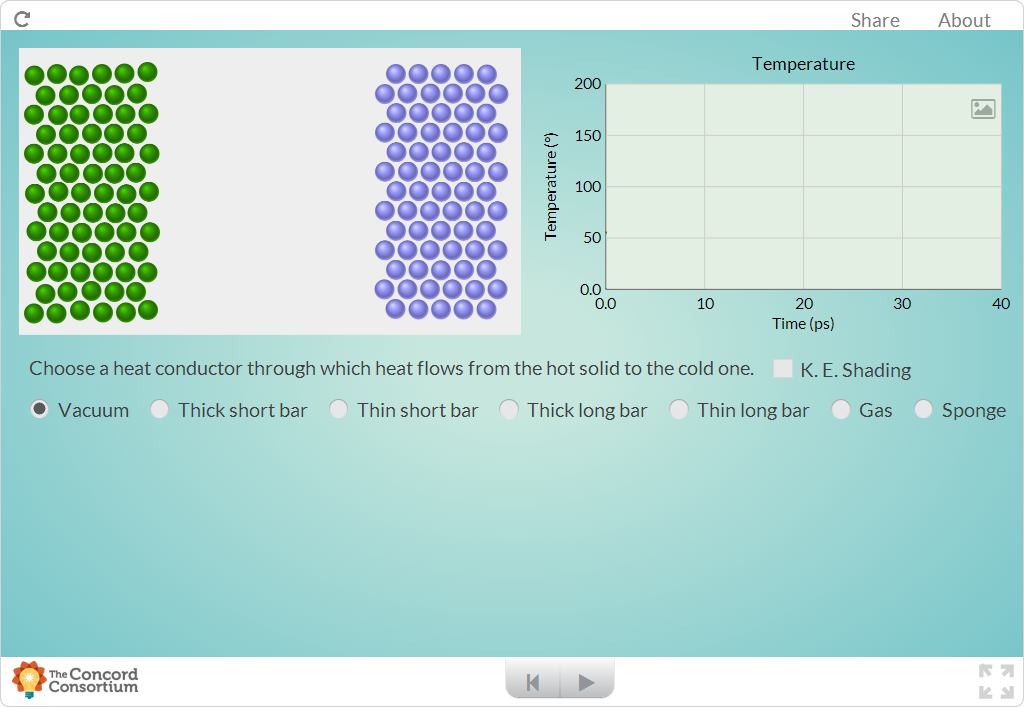 Share About
Temperature
200
150
100
50
0.0
Temperature (°)
0.0 10 20 30 40
Time (ps)
Choose a heat conductor through which heat flows from the hot solid to the cold one. K. E. Shading
Vacuum Thick short bar Thin short bar Thick long bar Thin long bar Gas Sponge
The Concord
Consortium